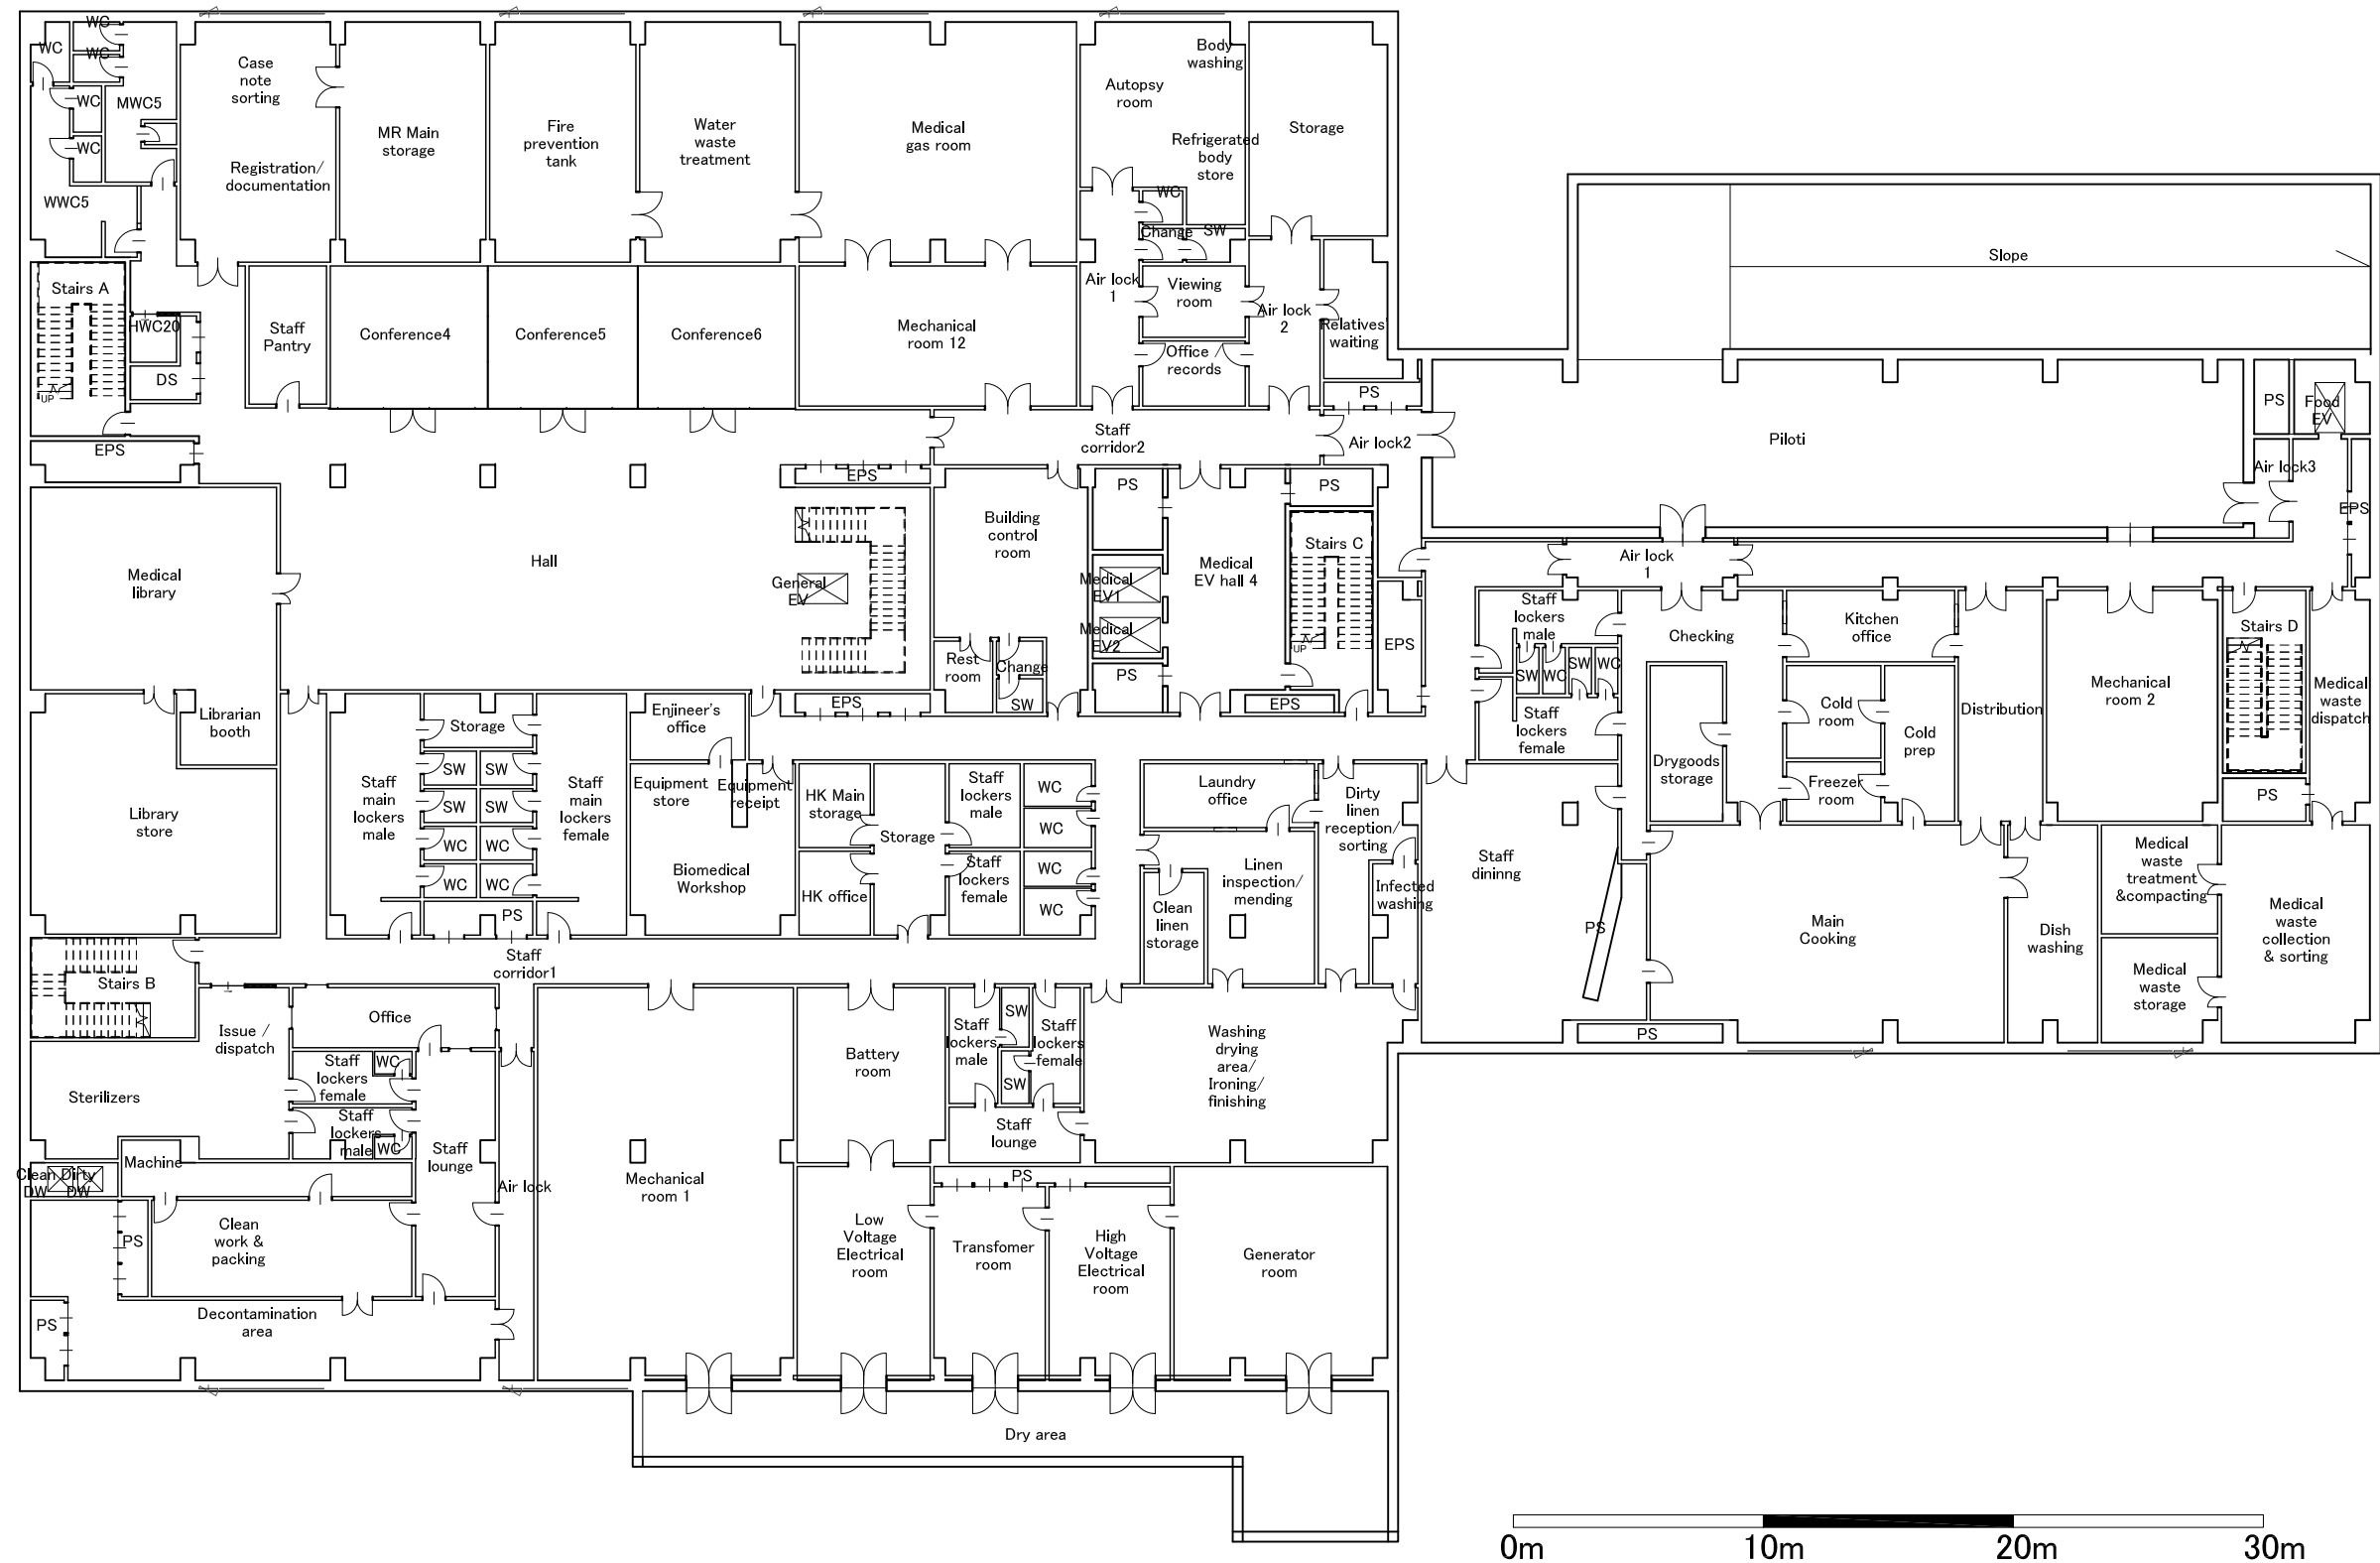 WC
WC
WC
WC
WC
MWC5
WWC5
Case
note
sorting
Registration/
documentation
MR Main
storage
Fire
prevention
tank
Water
waste
treatment
Medical
gas room
Body
washing
Autopsy
room
Refrigerated
body
store
Storage
WC
Change
SW
Slope
Stairs A
UP
HWC20
DS
Staff
Pantry
Conference4
Conference5
Conference6
Mechanical
room 12
Air lock
1
Viewing
room
Office /
records
Air lock
2
Relatives'
waiting
PS
EPS
Staff
corridor2
Air lock2
Piloti
PS
Food
EV
Air lock3
EPS
Medical
library
Hall
EPS
General
EV
Building
control
room
PS
Medical
EV1
Medical
EV2
PS
Medical
EV hall 4
PS
Stairs C
UP
EPS
EPS
Rest
room
Change
SW
Air lock
1
Staff
lockers
male
SW
WC
SW
WC
Staff
lockers
female
Checking
Kitchen
office
Drygoods
storage
Cold
room
Freezer
room
Cold
prep
Distribution
Mechanical
room 2
Stairs D
PS
Medical
waste
dispatch
Librarian
booth
Library
store
Storage
Staff
main
lockers
male
SW
SW
SW
SW
WC
WC
WC
WC
PS
Staff
main
lockers
female
Enjineer's
office
EPS
Equipment
store
Equipment
receipt
Biomedical
Workshop
HK Main
storage
HK office
Storage
Staff
lockers
male
Staff
lockers
female
WC
WC
WC
WC
Laundry
office
Dirty
linen
reception/
sorting
Linen
inspection/
mending
Clean
linen
storage
Infected
washing
Staff
dininng
PS
PS
Main
Cooking
Dish
washing
Medical
waste
treatment
&compacting
Medical
waste
storage
Medical
waste
collection
& sorting
Stairs B
Staff
corridor1
Issue /
dispatch
Office
Sterilizers
Staff
lockers
female
WC
Staff
lockers
male
WC
Staff
lounge
Machine
Clean
DW
Dirty
DW
PS
Clean
work &
packing
Air lock
PS
Decontamination
area
Mechanical
room 1
Battery
room
Staff
lockers
male
SW
SW
Staff
lockers
female
Staff
lounge
Washing
drying
area/
Ironing/
finishing
PS
Low
Voltage
Electrical
room
Transfomer
room
High
Voltage
Electrical
room
Generator
room
Dry area
0m
10m
20m
30m